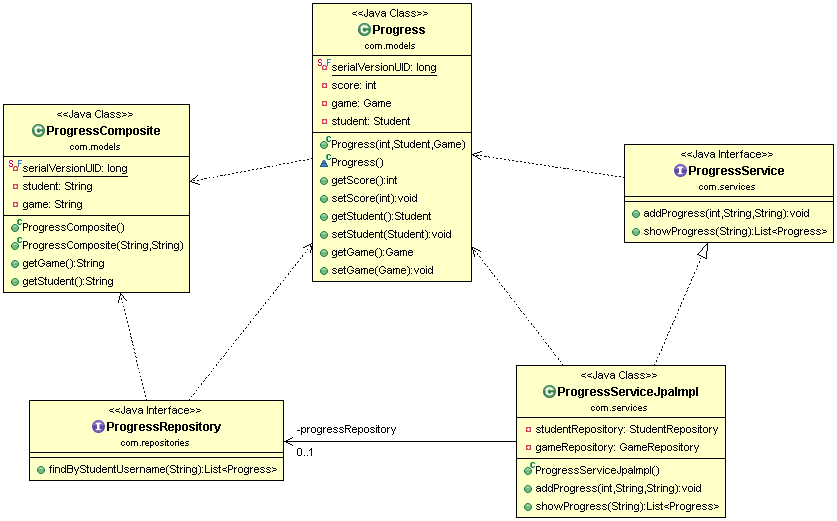 <<Java Class>>
Progress
com.models
serialVersionUID: long
score: int
game: Game
student: Student
Progress(int,Student,Game)
Progress()
getScore():int
setScore(int):void
getStudent():Student
setStudent(Student):void
getGame():Game
setGame(Game):void
<<Java Class>>
ProgressComposite
com.models
serialVersionUID: long
student: String
game: String
ProgressComposite()
ProgressComposite(String,String)
getGame():String
getStudent():String
<<Java Interface>>
ProgressService
com.services
addProgress(int,String,String):void
showProgress(String):List<Progress>
<<Java Interface>>
ProgressRepository
com.repositories
findByStudentUsername(String):List<Progress>
-progressRepository
0..1
<<Java Class>>
ProgressServiceJpaImpl
com.services
studentRepository: StudentRepository
gameRepository: GameRepository
ProgressServiceJpaImpl()
addProgress(int,String,String):void
showProgress(String):List<Progress>